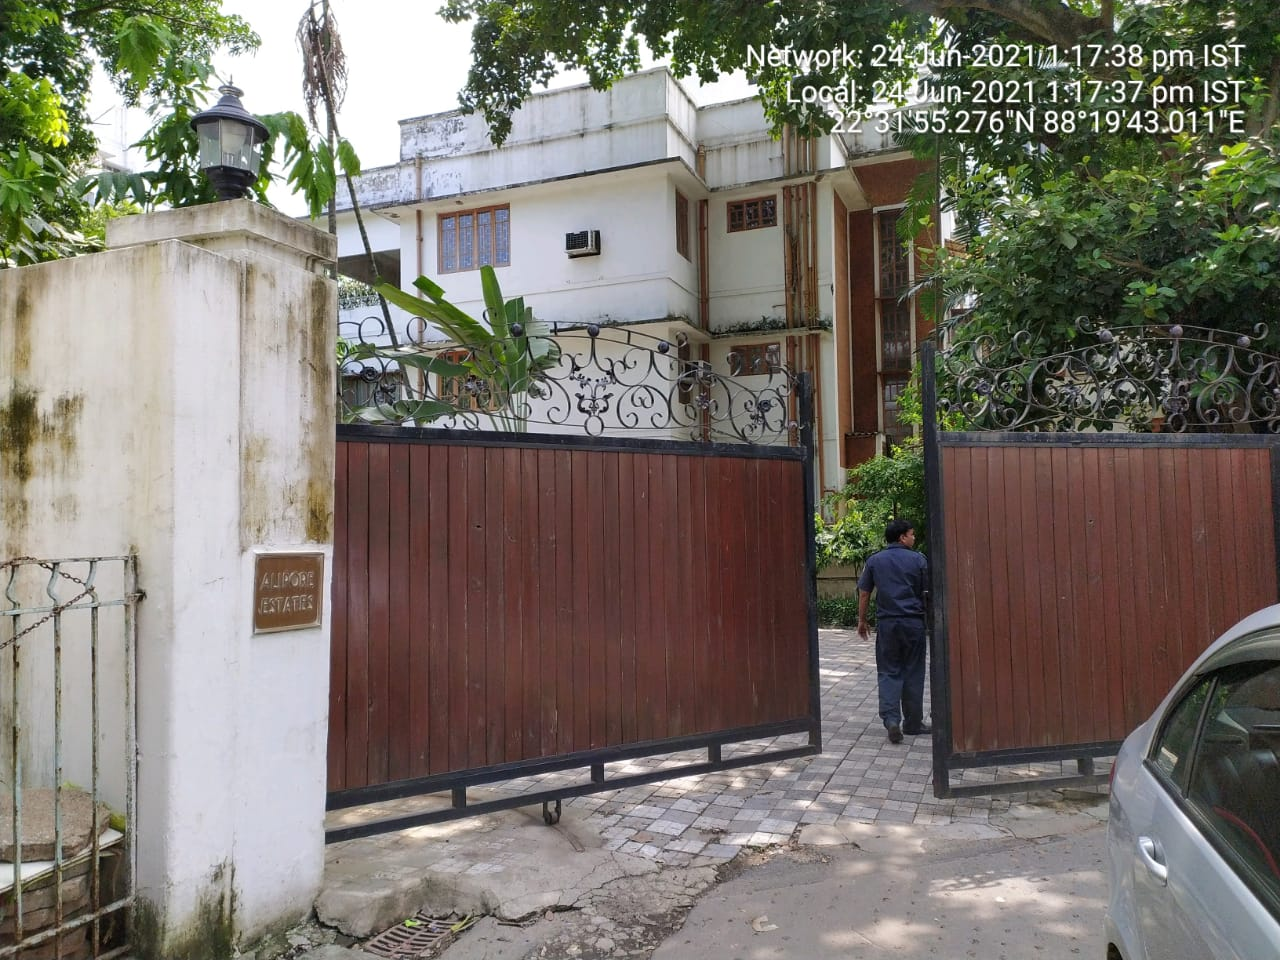 Network: 24-Jun-2021 1:17:38 pm IST
Local: 24-Jun-2021 1:17:37 pm IST
22°31'55.276"N 88°19'43.011"E
ALIPORE
ESTATES